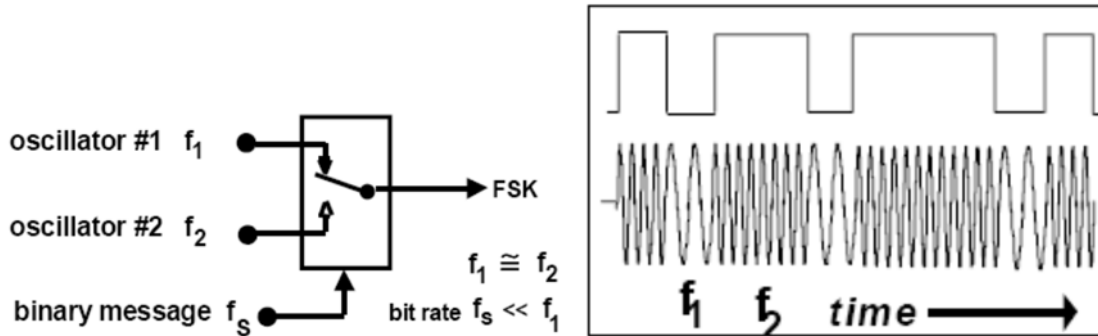 oscillator #1 f₁
FSK
oscillator #2 f₂
f₁ ≅ f₂
binary message fₛ
bit rate fₛ << f₁
f₁ f₂ time